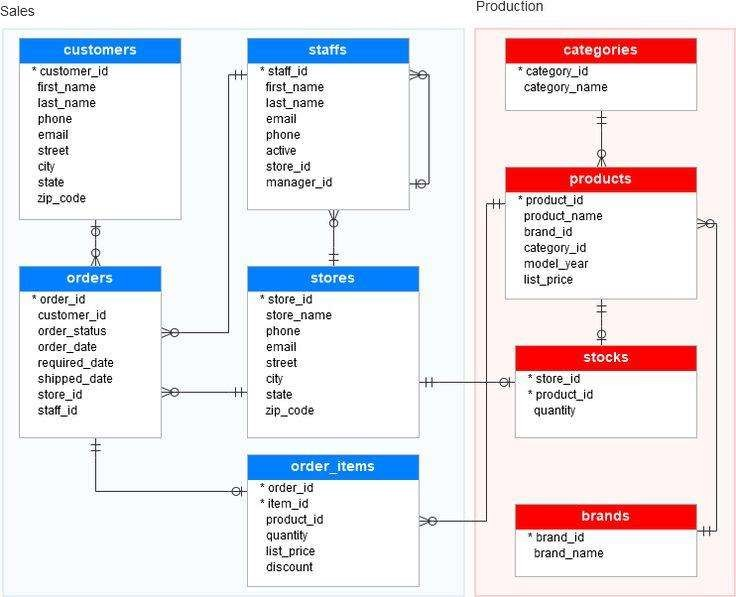 Sales
Production
customers
* customer_id
first_name
last_name
phone
email
street
city
state
zip_code
staffs
* staff_id
first_name
last_name
email
phone
active
store_id
manager_id
categories
* category_id
category_name
products
* product_id
product_name
brand_id
category_id
model_year
list_price
orders
* order_id
customer_id
order_status
order_date
required_date
shipped_date
store_id
staff_id
stores
* store_id
store_name
phone
email
street
city
state
zip_code
stocks
* store_id
* product_id
quantity
order_items
* order_id
* item_id
product_id
quantity
list_price
discount
brands
* brand_id
brand_name